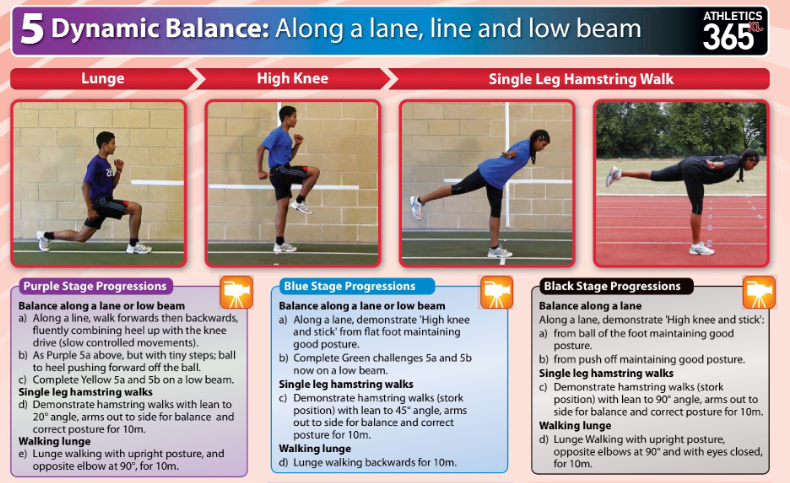 5 Dynamic Balance: Along a lane, line and low beam
ATHLETICS
365XL
Lunge
High Knee
Single Leg Hamstring Walk
Purple Stage Progressions
Balance along a lane or low beam
a) Along a line, walk forwards then backwards,
fluently combining heel up with the knee
drive (slow controlled movements).
b) As Purple 5a above, but with tiny steps; ball
to heel pushing forward off the ball.
c) Complete Yellow 5a and 5b on a low beam.
Single leg hamstring walks
d) Demonstrate hamstring walks with lean to
20° angle, arms out to side for balance and
correct posture for 10m.
Walking lunge
e) Lunge walking with upright posture, and
opposite elbow at 90°, for 10m.
Blue Stage Progressions
Balance along a lane or low beam
a) Along a lane, demonstrate 'High knee
and stick' from flat foot maintaining
good posture.
b) Complete Green challenges 5a and 5b
now on a low beam.
Single leg hamstring walks
c) Demonstrate hamstring walks (stork
position) with lean to 45° angle, arms
out to side for balance and correct
posture for 10m.
Walking lunge
d) Lunge walking backwards for 10m.
Black Stage Progressions
Balance along a lane
Along a lane, demonstrate 'High knee and stick':
a) from ball of the foot maintaining good
posture.
b) from push off maintaining good posture.
Single leg hamstring walks
c) Demonstrate hamstring walks (stork
position) with lean to 90° angle, arms out to
side for balance and correct posture for 10m.
Walking lunge
d) Lunge Walking with upright posture,
opposite elbows at 90° and with eyes closed,
for 10m.